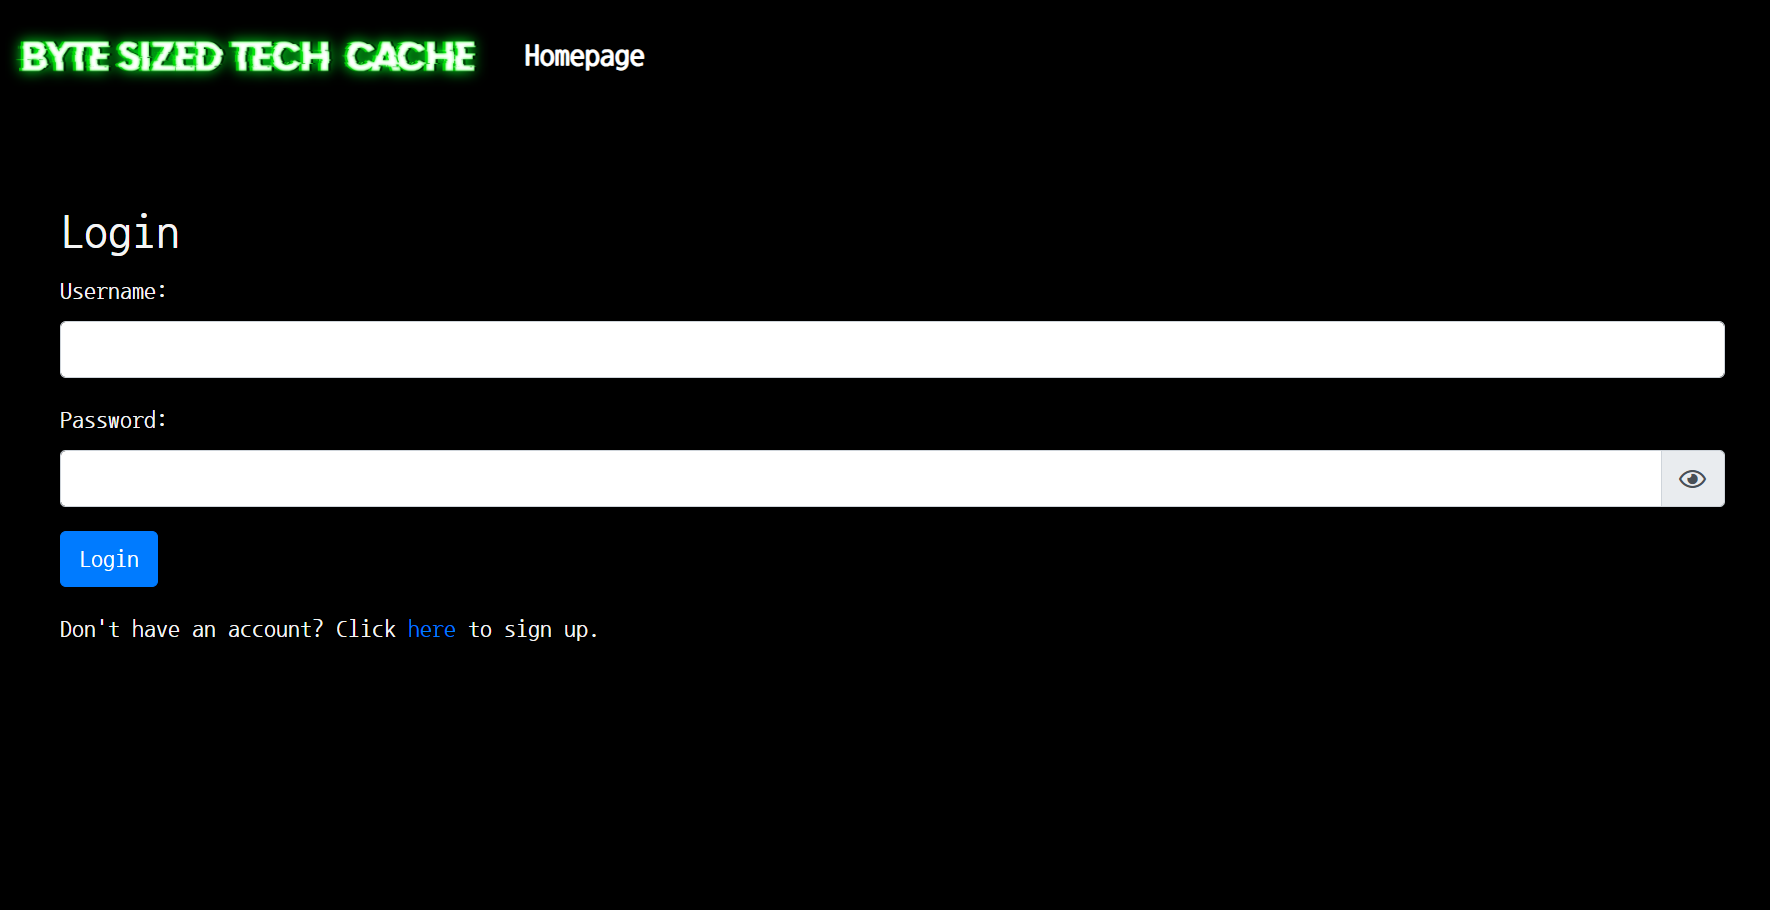 BYTE SIZED TECH CACHE
Homepage
Login
Username:
Password:
Login
Don't have an account? Click here to sign up.